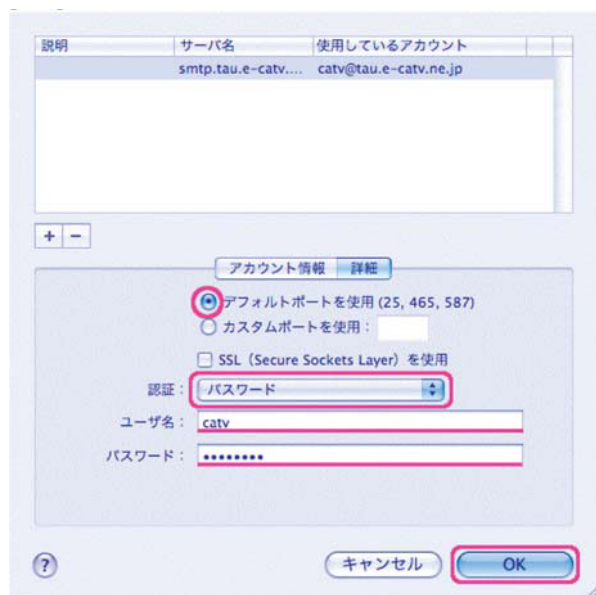 説明 サーバ名 使用しているアカウント
smtp.tau.e-catv.... catv@tau.e-catv.ne.jp
+ -
アカウント情報 詳細
デフォルトポートを使用 (25, 465, 587)
カスタムポートを使用：
SSL（Secure Sockets Layer）を使用
認証： パスワード
ユーザ名： catv
パスワード： ••••••••
? キャンセル OK